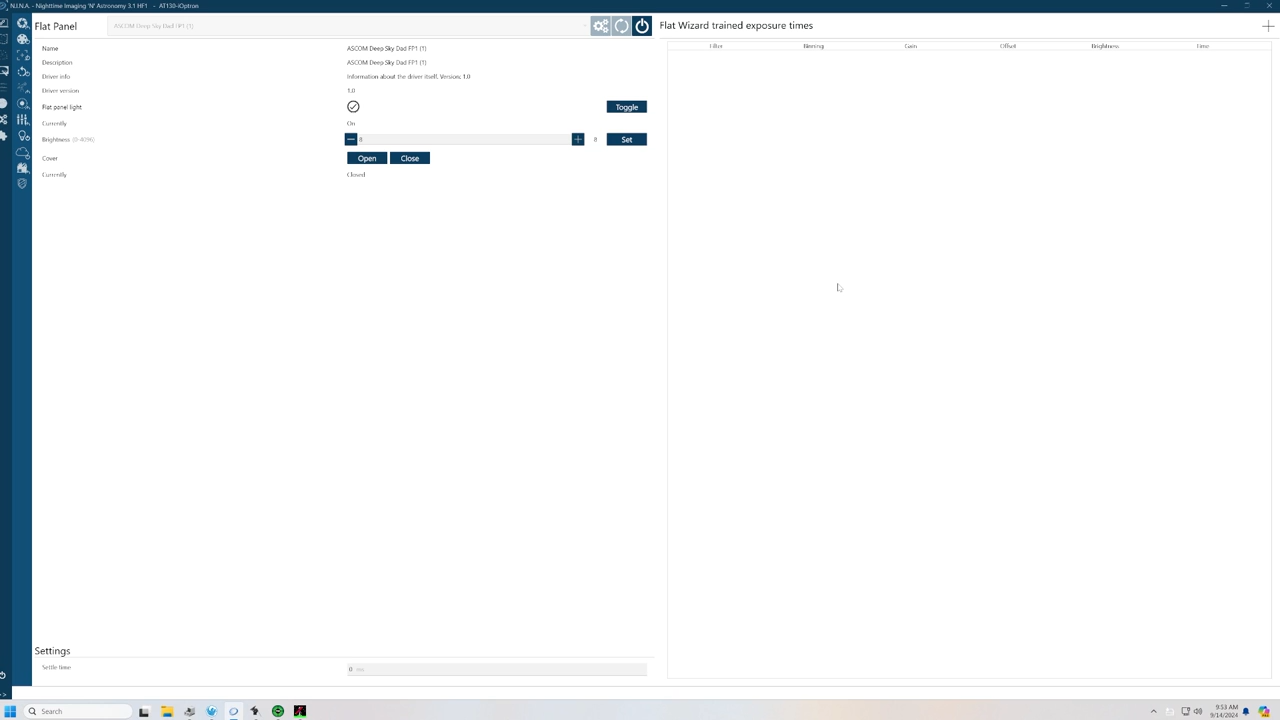 N.I.N.A. - Nighttime Imaging 'N' Astronomy 3.1 HF1 - AT130-iOptron
Flat Panel
ASCOM Deep Sky Dad FP1 (1)
Name
ASCOM Deep Sky Dad FP1 (1)
Description
ASCOM Deep Sky Dad FP1 (1)
Driver info
Information about the driver itself. Version: 1.0
Driver version
1.0
Flat panel light
Toggle
Currently
On
Brightness (0-4096)
8
8
Set
Cover
Open
Close
Currently
Closed
Settings
Settle time
0
Flat Wizard trained exposure times
Filter Binning Gain Offset Brightness Time
Search
9:53 AM
9/14/2024